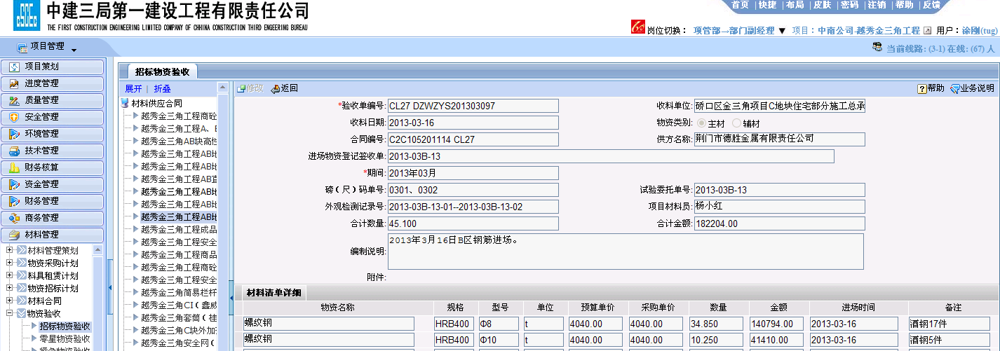 中建三局第一建设工程有限责任公司
THE FIRST CONSTRUCTION ENGINEERING LIMITED COMPANY OF CHHINA CONSTRUCTION THIRD ENGEERING BUREAU
首页 | 快捷 | 布局 | 皮肤 | 密码 | 注销 | 帮助 | 反馈
岗位切换： 项管部→部门副经理 ▼ 项目：中南公司-越秀金三角工程 用户：涂刚(tug)
项目管理
当前线路: (3-1) 在线: (67) 人
项目策划
进度管理
质量管理
安全管理
环境管理
技术管理
财务核算
资金管理
财务管理
商务管理
材料管理
材料管理策划
物资采购计划
料具租赁计划
物资招标计划
材料合同
物资验收
招标物资验收
零星物资验收
紧急物资验收
招标物资验收
展开 | 折叠
材料供应合同
越秀金三角工程商砼
越秀金三角工程A、B
越秀金三角AB块高性
越秀金三角工程AB地
越秀金三角工程AB地
越秀金三角工程AB直
越秀金三角工程AB地
越秀金三角工程AB地
越秀金三角工程AB地
越秀金三角工程成品
越秀金三角工程安全
越秀金三角工程商品
越秀金三角工程商砼
越秀金三角工程安全
越秀金三角简易栏杆
越秀金三角CI（鑫威
越秀金三角套筒（桂
越秀金三角C块外加
越秀金三角安全网（
修改 返回
帮助 业务说明
*验收单编号: CL27 DZWZYS201303097 收料单位: 硚口区金三角项目C地块住宅部分施工总承
收料日期: 2013-03-16 物资类别: 主材 辅材
合同编号: C2C105201114 CL27 供方名称: 荆门市德胜金属有限责任公司
进场物资登记签收单: 2013-03B-13
*期间: 2013年03月
磅（尺）码单号: 0301、0302 试验委托单号: 2013-03B-13
外观检测记录号: 2013-03B-13-01--2013-03B-13-02 项目材料员: 杨小红
合计数量: 45.100 合计金额: 182204.00
编制说明: 2013年3月16日B区钢筋进场。
附件:
材料清单详细
物资名称 规格 型号 单位 预算单价 采购单价 数量 金额 进场时间 备注
螺纹钢 HRB400 Φ8 t 4040.00 4040.00 34.850 140794.00 2013-03-16 酒钢17件
螺纹钢 HRB400 Φ10 t 4040.00 4040.00 10.250 41410.00 2013-03-16 酒钢5件